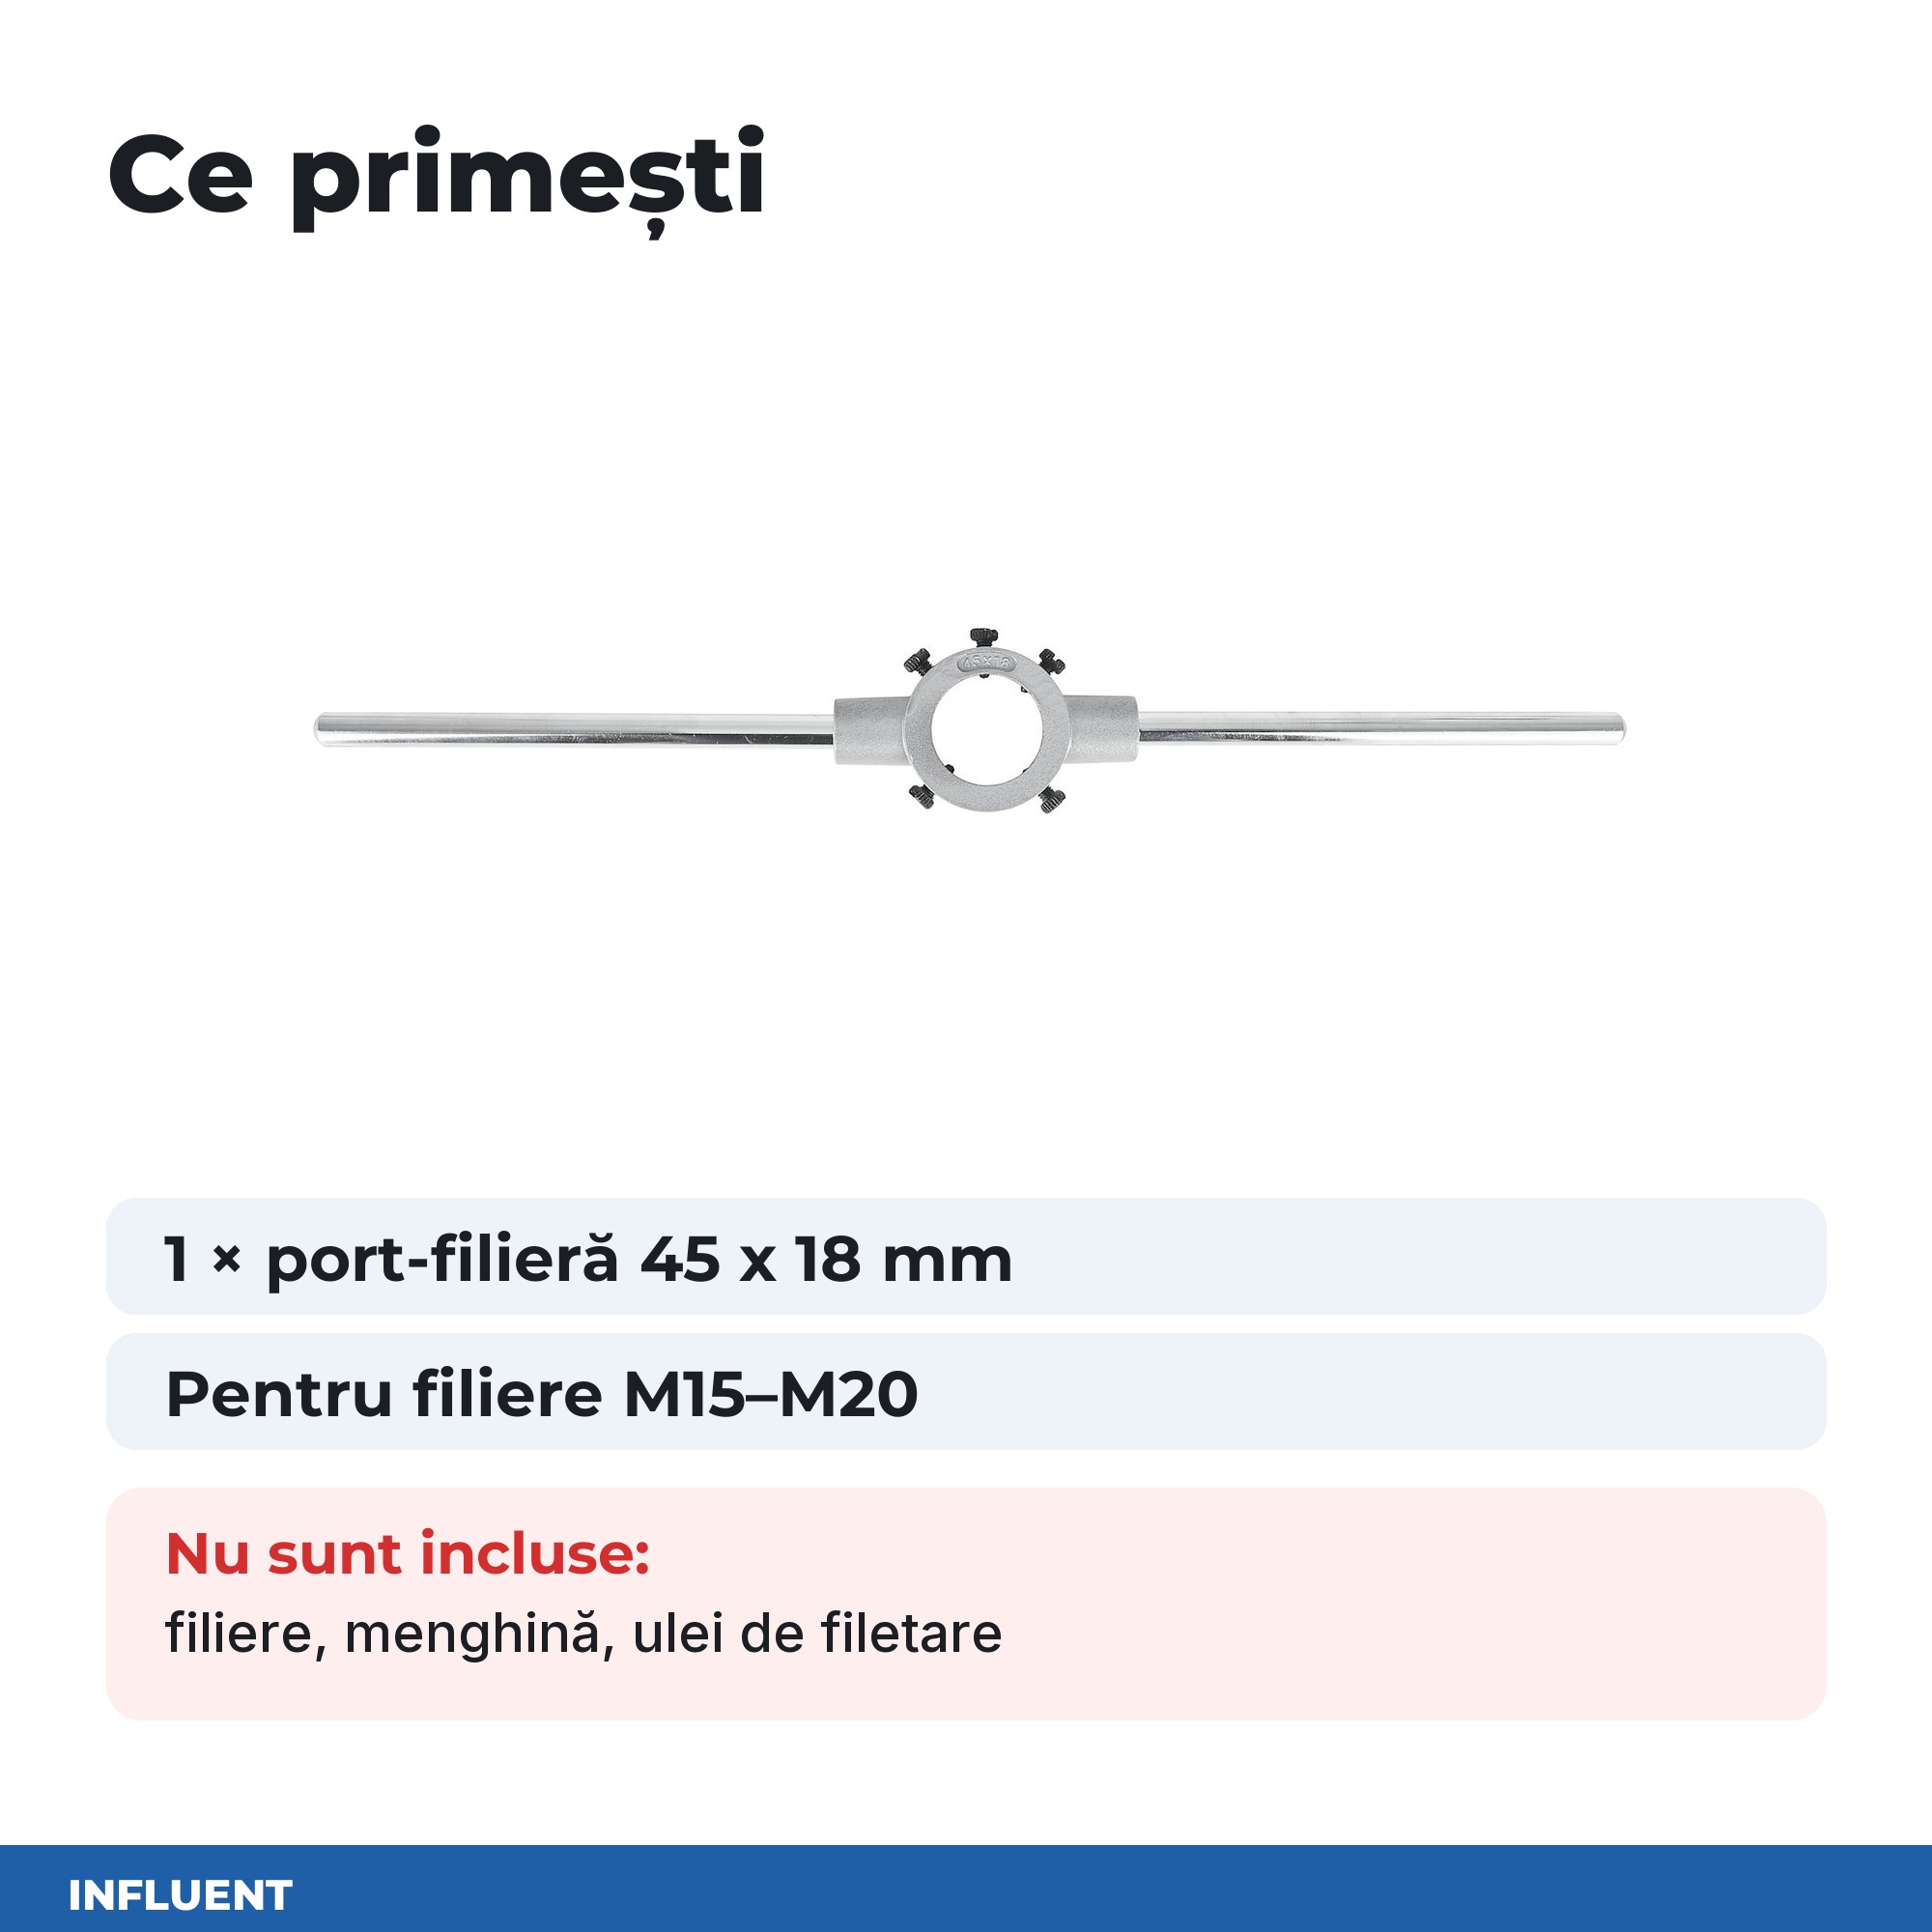 Ce primești
45x18
1 × port-filieră 45 x 18 mm
Pentru filiere M15–M20
Nu sunt incluse:
filiere, menghină, ulei de filetare
INFLUENT